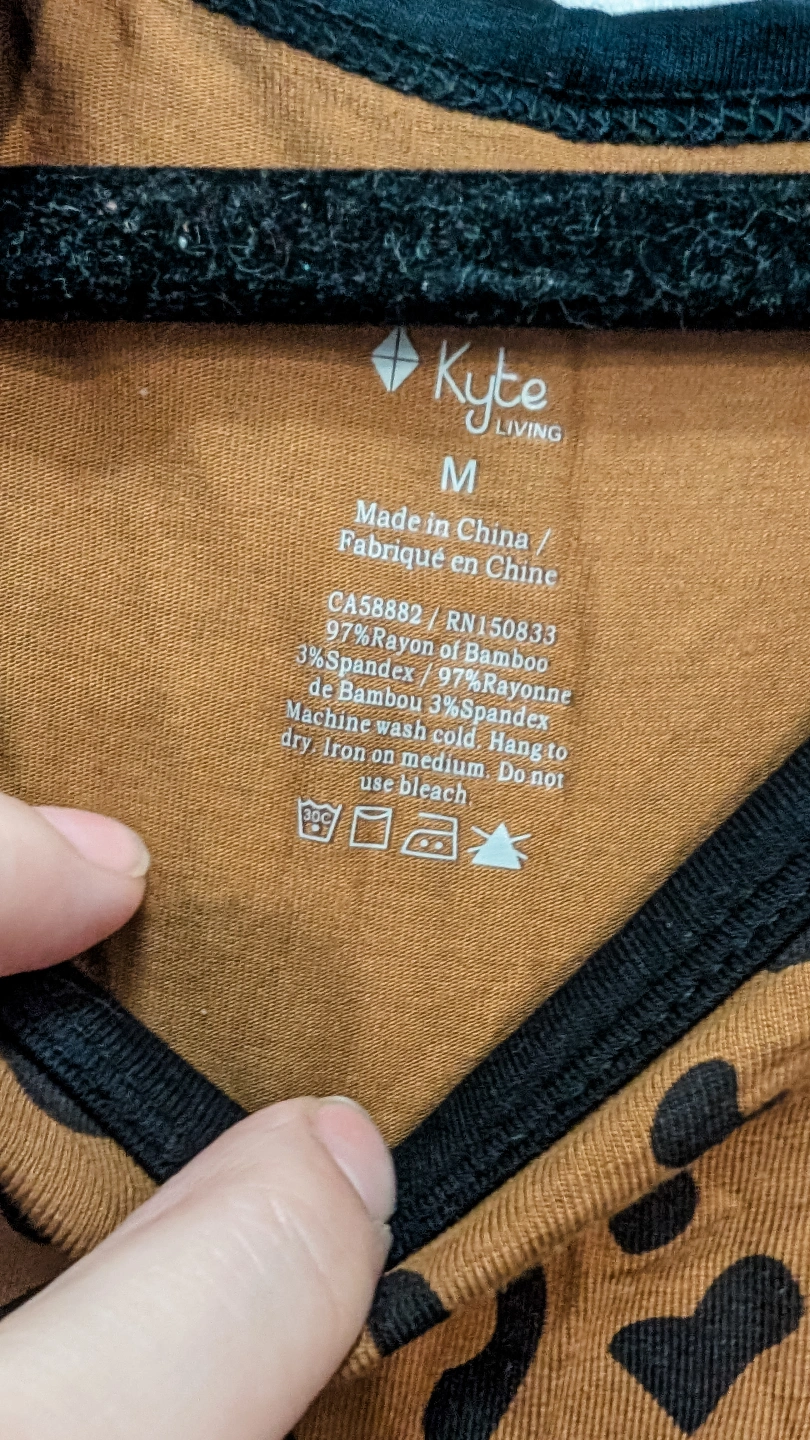 Kyte
LIVING
M
Made in China /
Fabriqué en Chine
CA58882 / RN150833
97%Rayon of Bamboo
3%Spandex / 97%Rayonne
de Bambou 3%Spandex
Machine wash cold. Hang to
dry. Iron on medium. Do not
use bleach.
30C